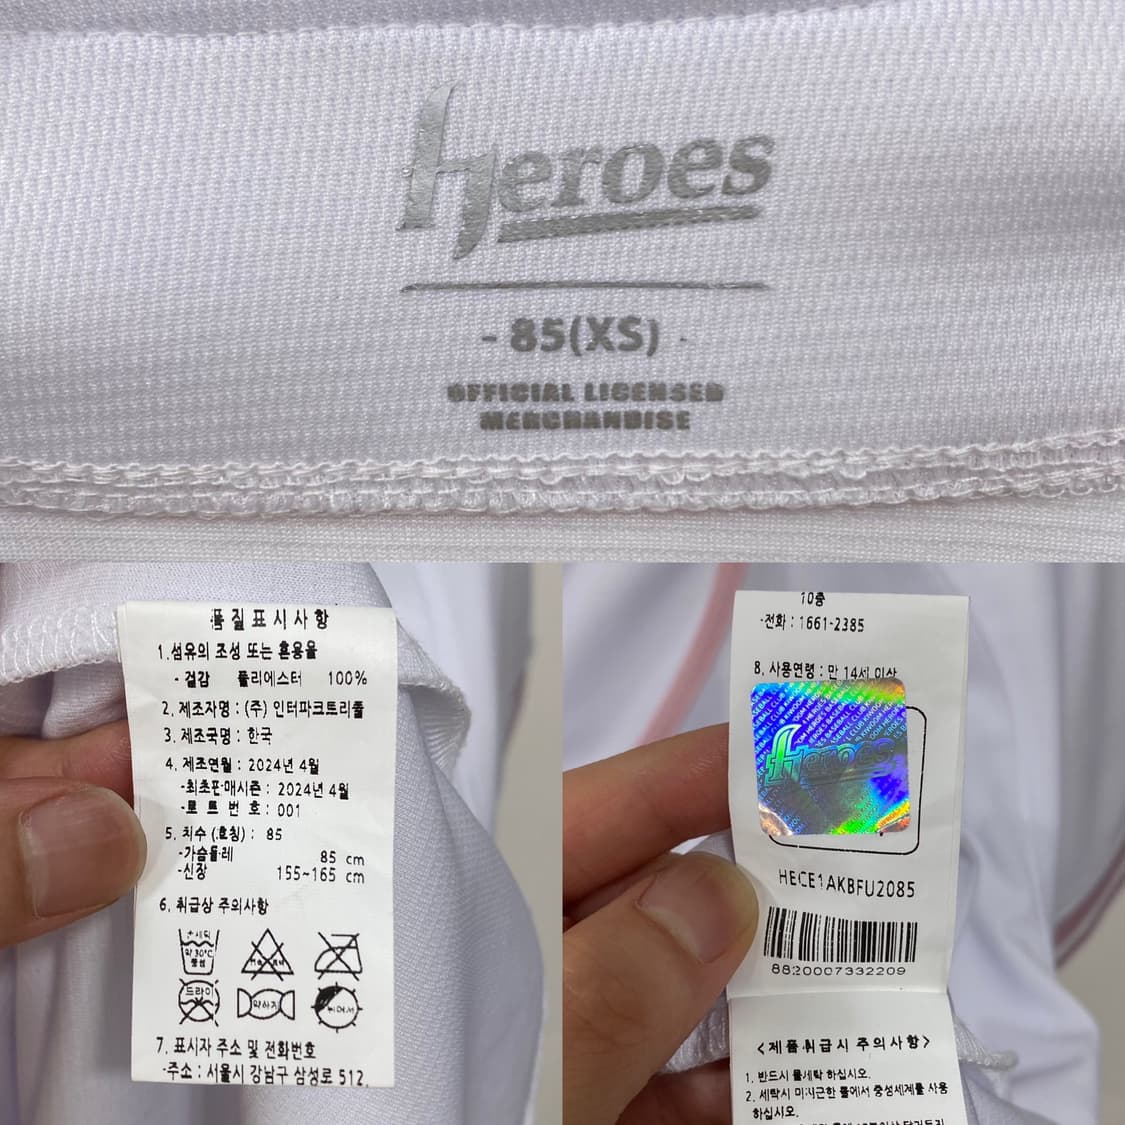 Heroes
- 85(XS) -
OFFICIAL LICENSED
MERCHANDISE
품질표시사항
1.섬유의 조성 또는 혼용율
- 겉감 폴리에스터 100%
2. 제조자명 : (주) 인터파크트리플
3. 제조국명 : 한국
4. 제조연월 : 2024년 4월
-최초판매시즌 : 2024년 4월
-로트 번호 : 001
5. 치수 (호칭) : 85
-가슴둘레 85 cm
-신장 155~165 cm
6. 취급상 주의사항
손세탁
약 30℃
중성
드라이
약하게
7. 표시자 주소 및 전화번호
-주소 : 서울시 강남구 삼성로 512,
10층
-전화 : 1661-2385
8. 사용연령 : 만 14세 이상
Heroes
HECE1AKBFU2085
8820007332209
<제품취급시 주의사항>
1. 반드시 물세탁 하십시오.
2. 세탁시 미지근한 물에서 중성세제를 사용
하십시오.